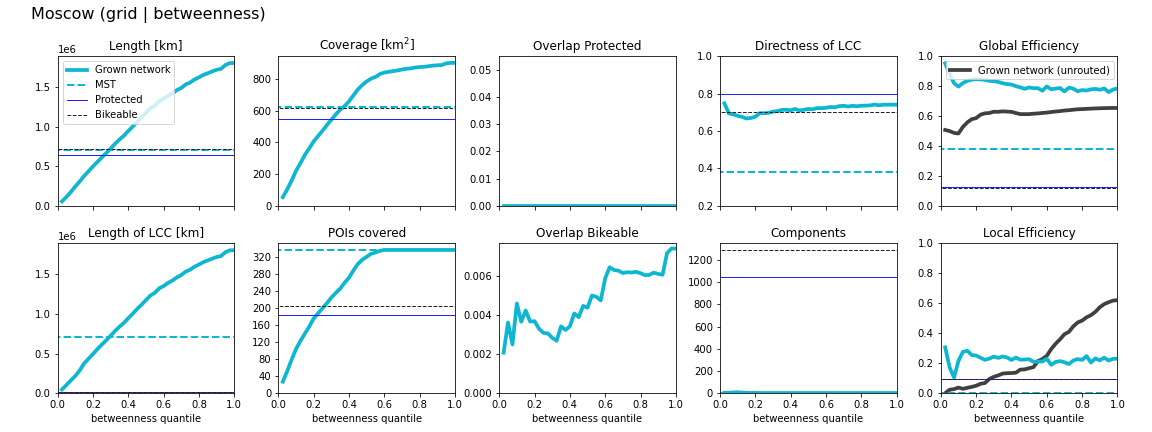 Moscow (grid | betweenness)
Length [km]
1e6
Grown network
MST
Protected
Bikeable
1.5
1.0
0.5
0.0
Coverage [km²]
800
600
400
200
0
Overlap Protected
0.05
0.04
0.03
0.02
0.01
0.00
Directness of LCC
1.0
0.8
0.6
0.4
0.2
Global Efficiency
Grown network (unrouted)
1.0
0.8
0.6
0.4
0.2
0.0
Length of LCC [km]
1e6
1.5
1.0
0.5
0.0
0.0 0.2 0.4 0.6 0.8 1.0
betweenness quantile
POIs covered
320
280
240
200
160
120
80
40
0
0.0 0.2 0.4 0.6 0.8 1.0
betweenness quantile
Overlap Bikeable
0.006
0.004
0.002
0.000
0.0 0.2 0.4 0.6 0.8 1.0
betweenness quantile
Components
1200
1000
800
600
400
200
0
0.0 0.2 0.4 0.6 0.8 1.0
betweenness quantile
Local Efficiency
1.0
0.8
0.6
0.4
0.2
0.0
0.0 0.2 0.4 0.6 0.8 1.0
betweenness quantile